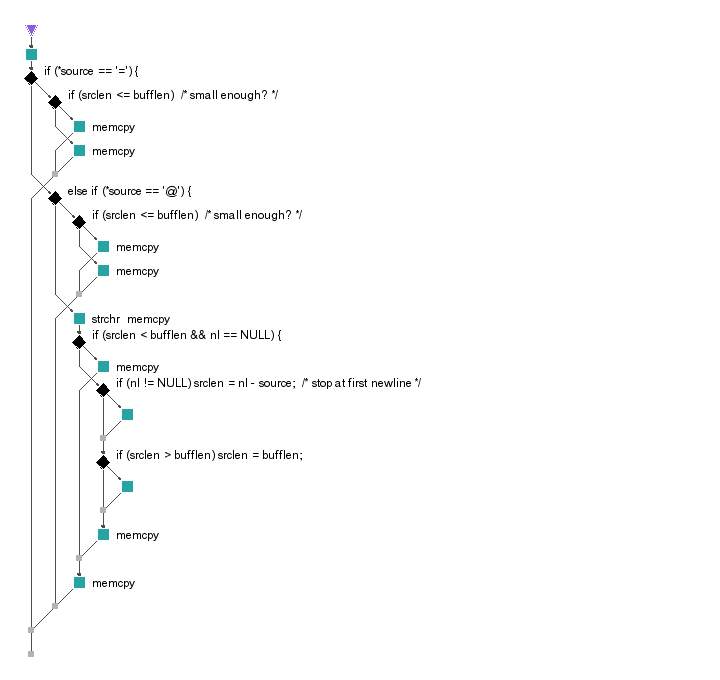 if (*source == '=') {
if (srclen <= bufflen) /* small enough? */
memcpy
memcpy
else if (*source == '@') {
if (srclen <= bufflen) /* small enough? */
memcpy
memcpy
strchr memcpy
if (srclen < bufflen && nl == NULL) {
memcpy
if (nl != NULL) srclen = nl - source; /* stop at first newline */
if (srclen > bufflen) srclen = bufflen;
memcpy
memcpy